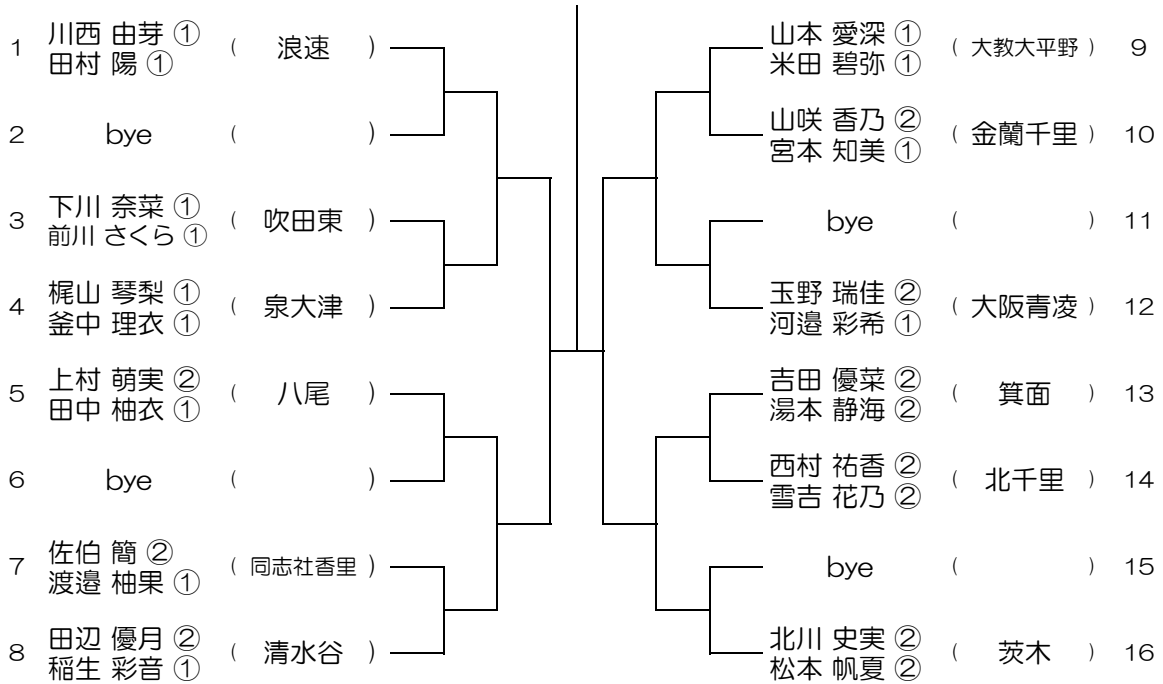 1 川西 由芽 ① ( 浪速 )
田村 陽 ①
2 bye ( )
3 下川 奈菜 ① ( 吹田東 )
前川 さくら ①
4 梶山 琴梨 ① ( 泉大津 )
釜中 理衣 ①
5 上村 萌実 ② ( 八尾 )
田中 柚衣 ①
6 bye ( )
7 佐伯 簡 ② ( 同志社香里 )
渡邉 柚果 ①
8 田辺 優月 ② ( 清水谷 )
稲生 彩音 ①
山本 愛深 ① ( 大教大平野 ) 9
米田 碧弥 ①
山咲 香乃 ② ( 金蘭千里 ) 10
宮本 知美 ①
bye ( ) 11
玉野 瑞佳 ② ( 大阪青凌 ) 12
河邉 彩希 ①
吉田 優菜 ② ( 箕面 ) 13
湯本 静海 ②
西村 祐香 ② ( 北千里 ) 14
雪吉 花乃 ②
bye ( ) 15
北川 史実 ② ( 茨木 ) 16
松本 帆夏 ②